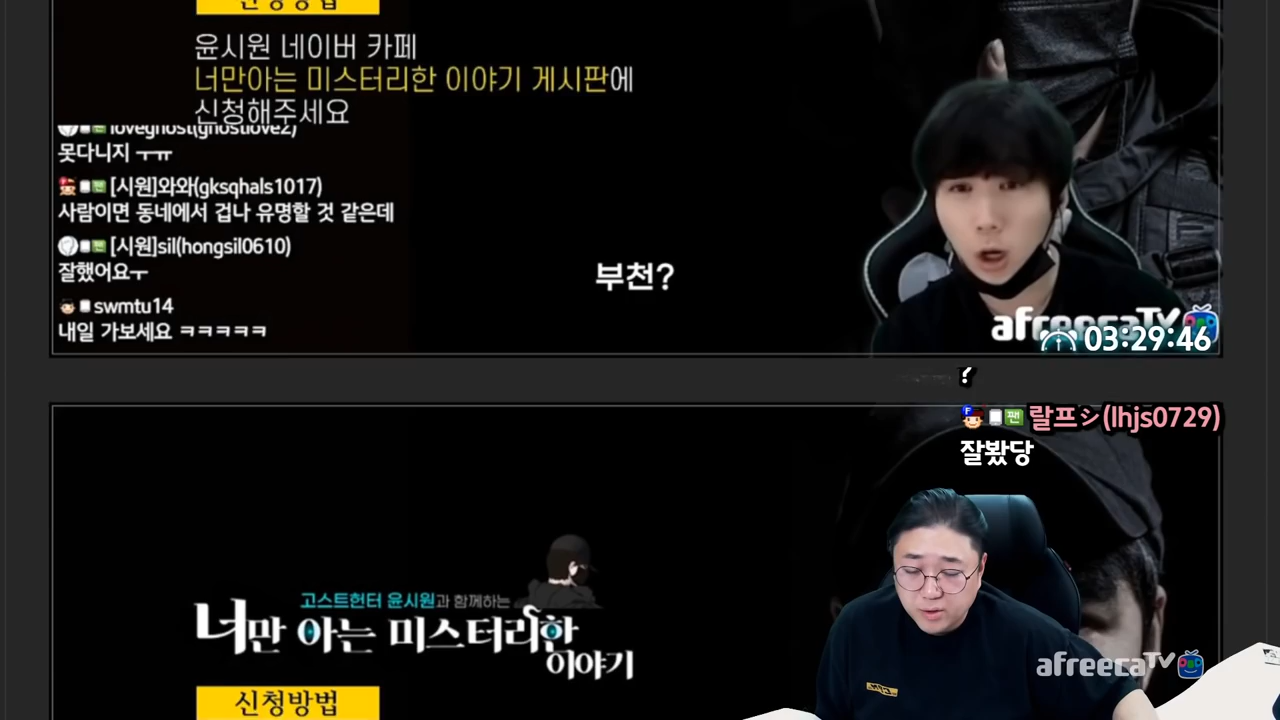 신청방법
윤시원 네이버 카페
너만아는 미스터리한 이야기 게시판에
신청해주세요
loveghost(ghostlove2)
못다니지 ㅜㅠ
[시원]와와(gksqhals1017)
사람이면 동네에서 겁나 유명할 것 같은데
[시원]sil(hongsil0610)
잘했어요ㅜ
swmtu14
내일 가보세요 ㅋㅋㅋㅋㅋ
부천?
afreecaTV
03:29:46
?
팬 랄프シ(lhjs0729)
잘봤당
고스트헌터 윤시원과 함께하는
너만 아는 미스터리한
이야기
신청방법
afreecaTV